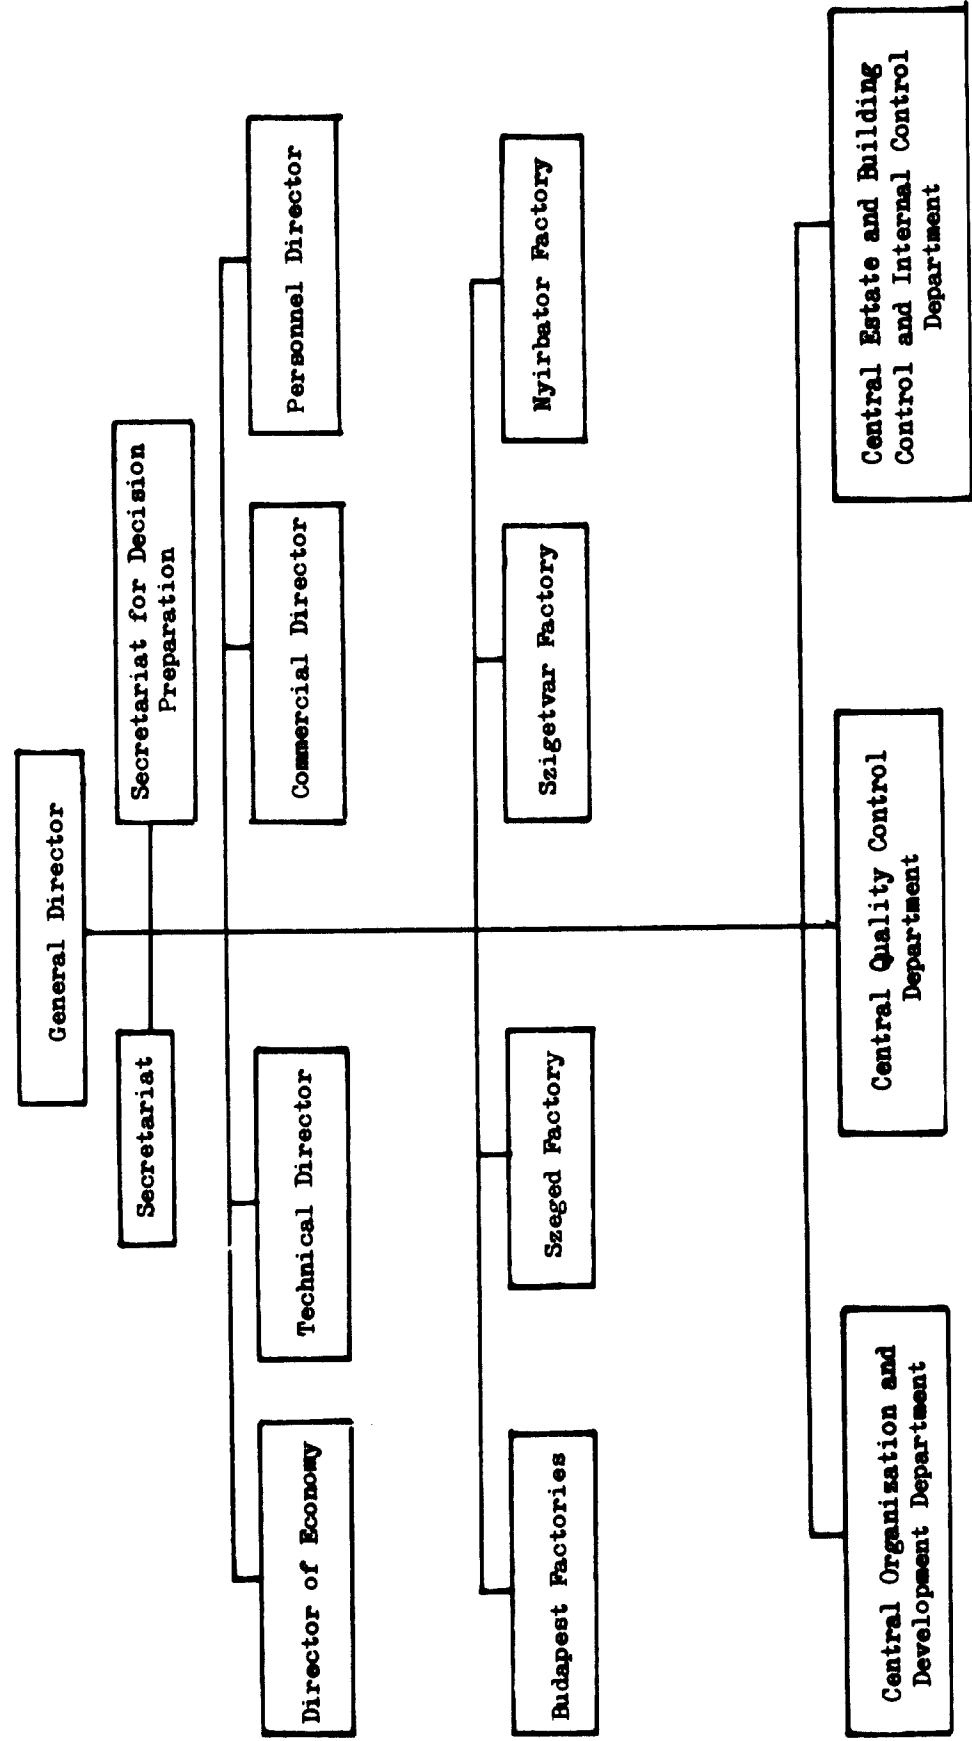 General Director
Secretariat
Secretariat for Decision
Preparation
Director of Economy
Technical Director
Commercial Director
Personnel Director
Budapest Factories
Szeged Factory
Szigetvar Factory
Nyirbator Factory
Central Organization and
Development Department
Central Quality Control
Department
Central Estate and Building
Control and Internal Control
Department